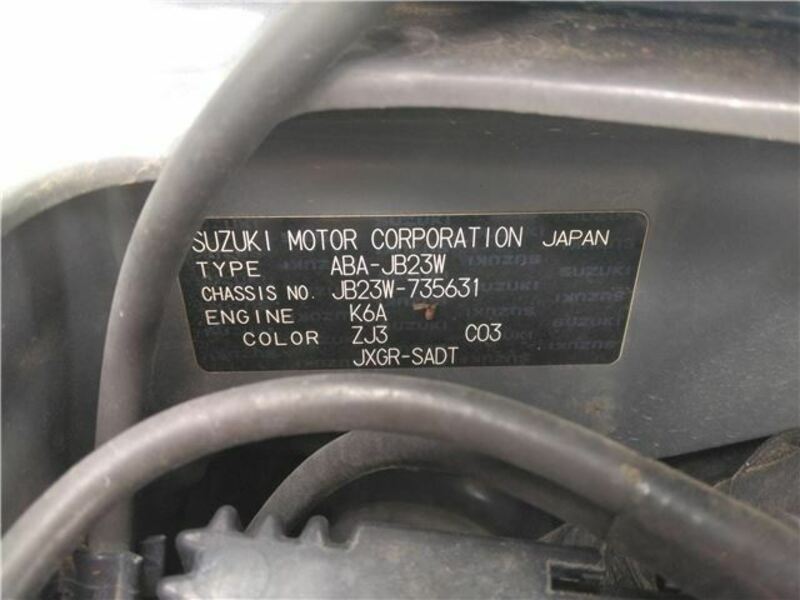 SUZUKI MOTOR CORPORATION JAPAN
TYPE ABA-JB23W
CHASSIS NO. JB23W-735631
ENGINE K6A
COLOR ZJ3 C03
JXGR-SADT